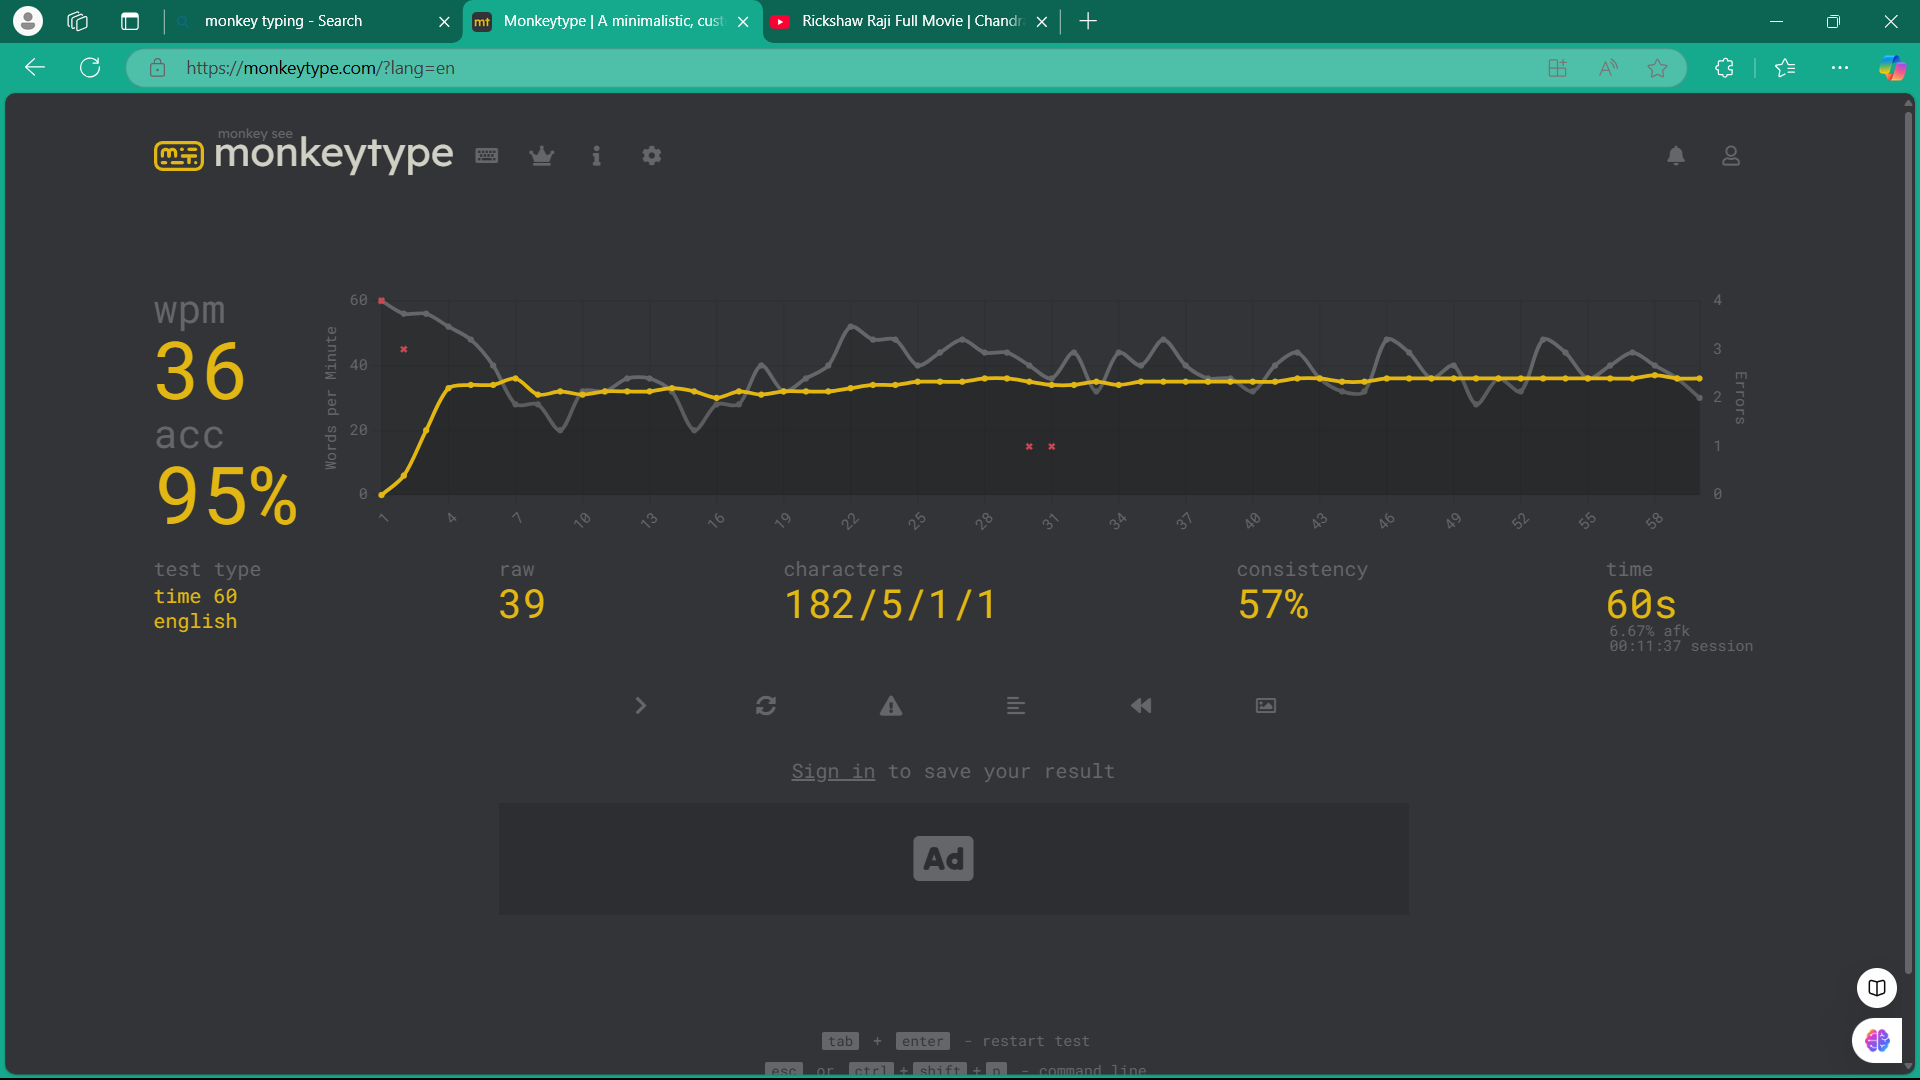 monkey typing - Search
mt
Monkeytype | A minimalistic, cust
Rickshaw Raji Full Movie | Chandr
https://monkeytype.com/?lang=en
monkey see
monkeytype
wpm
36
acc
95%
Words per Minute
60
40
20
0
4
3
2
1
0
Errors
1 4 7 10 13 16 19 22 25 28 31 34 37 40 43 46 49 52 55 58
test type
time 60
english
raw
39
characters
182/5/1/1
consistency
57%
time
60s
6.67% afk
00:11:37 session
Sign in to save your result
Ad
tab + enter - restart test
esc or ctrl + shift + p - command line